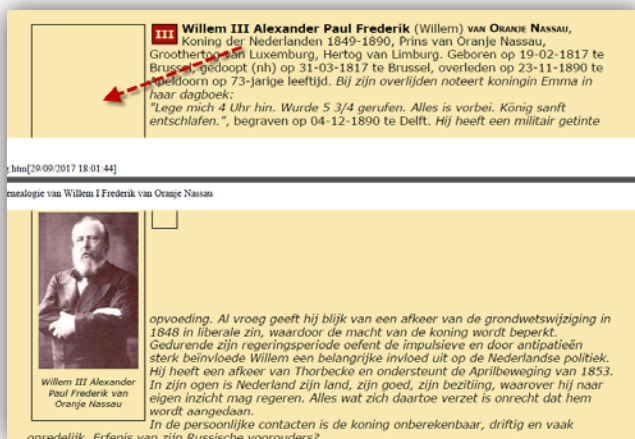 III Willem III Alexander Paul Frederik (Willem) VAN ORANJE NASSAU,
Koning der Nederlanden 1849-1890, Prins van Oranje Nassau,
Groothertog van Luxemburg, Hertog van Limburg. Geboren op 19-02-1817 te
Brussel, gedoopt (nh) op 31-03-1817 te Brussel, overleden op 23-11-1890 te
Apeldoorn op 73-jarige leeftijd. Bij zijn overlijden noteert koningin Emma in
haar dagboek:
"Lege mich 4 Uhr hin. Wurde 5 3/4 gerufen. Alles is vorbei. König sanft
entschlafen.", begraven op 04-12-1890 te Delft. Hij heeft een militair getinte
g.htm[29/09/2017 18:01:44]
enealogie van Willem I Frederik van Oranje Nassau
Willem III Alexander
Paul Frederik van
Oranje Nassau
opvoeding. Al vroeg geeft hij blijk van een afkeer van de grondwetswijziging in
1848 in liberale zin, waardoor de macht van de koning wordt beperkt.
Gedurende zijn regeringsperiode oefent de impulsieve en door antipatieën
sterk beïnvloede Willem een belangrijke invloed uit op de Nederlandse politiek.
Hij heeft een afkeer van Thorbecke en ondersteunt de Aprilbeweging van 1853.
In zijn ogen is Nederland zijn land, zijn goed, zijn bezitiing, waarover hij naar
eigen inzicht mag regeren. Alles wat zich daartoe verzet is onrecht dat hem
wordt aangedaan.
In de persoonlijke contacten is de koning onberekenbaar, driftig en vaak
onredelijk. Erfenis van zijn Russische voorouders?